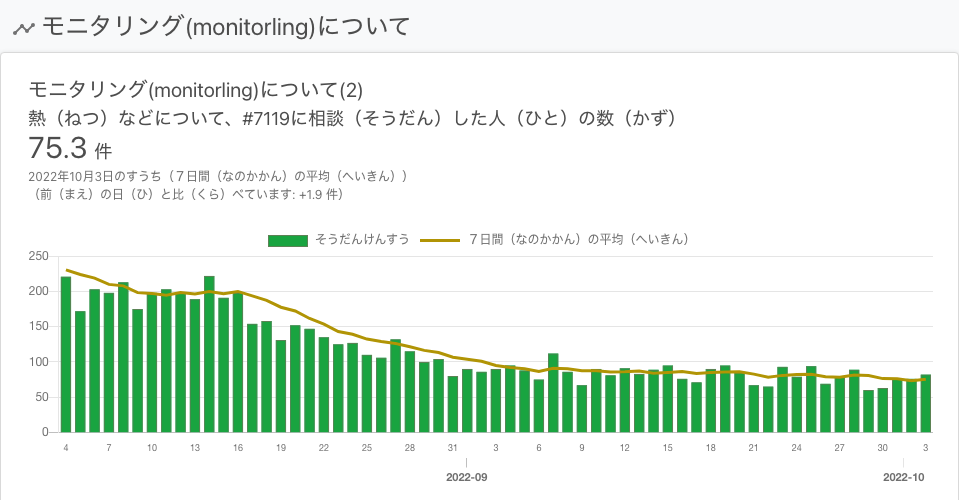 モニタリング(monitorling)について
モニタリング(monitorling)について(2)
熱（ねつ）などについて、#7119に相談（そうだん）した人（ひと）の数（かず）
75.3 件
2022年10月3日のすうち（７日間（なのかかん）の平均（へいきん））
（前（まえ）の日（ひ）と比（くら）べています: +1.9 件）
そうだんけんすう ７日間（なのかかん）の平均（へいきん）
250
200
150
100
50
0
4 7 10 13 16 19 22 25 28 31 3 6 9 12 15 18 21 24 27 30 3
2022-09 2022-10